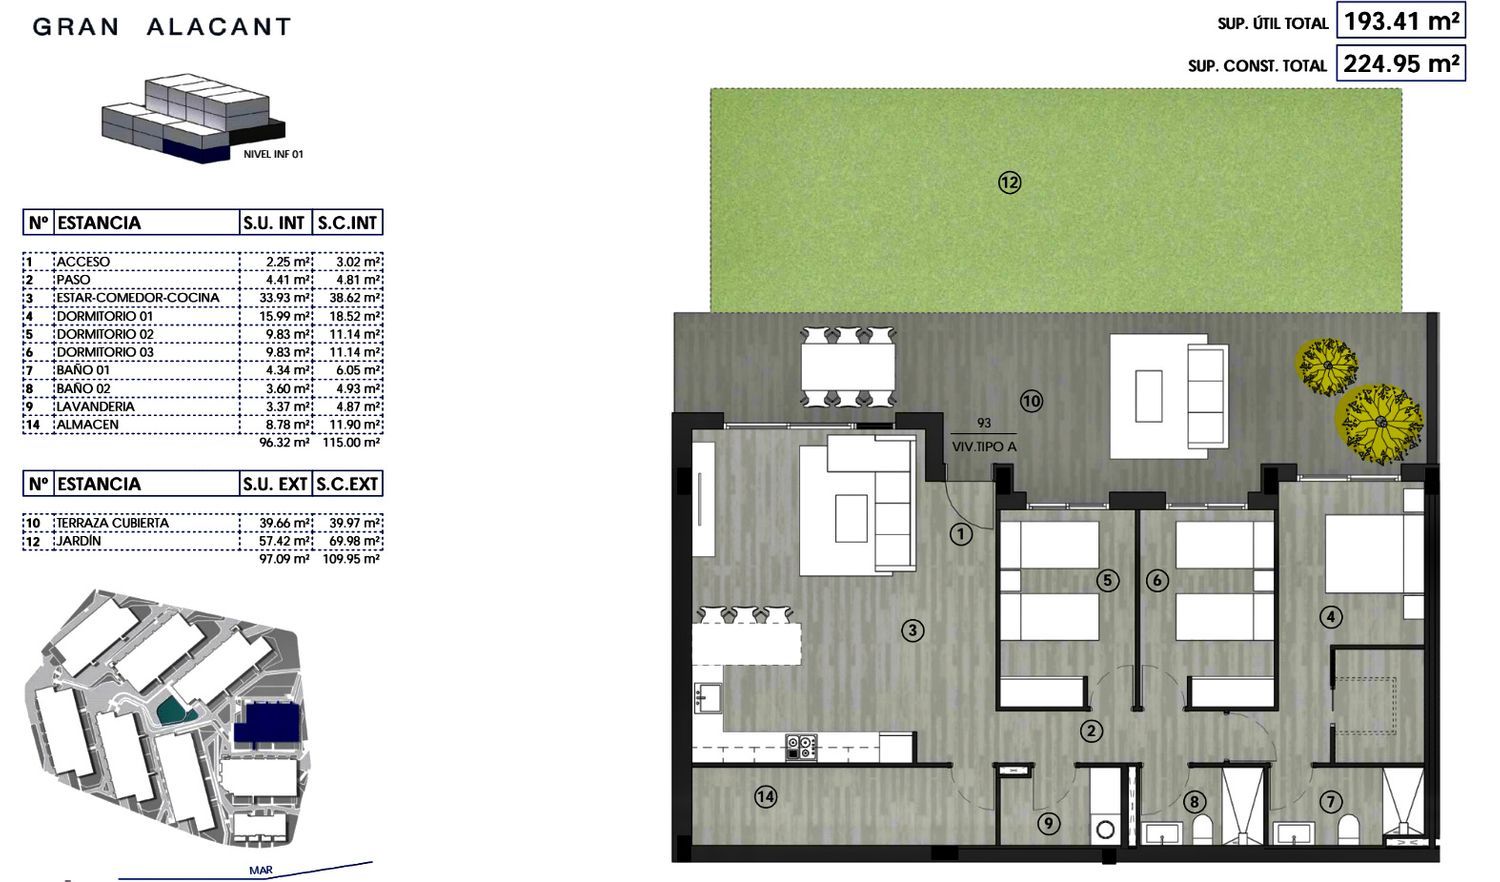 GRAN ALACANT
SUP. ÚTIL TOTAL 193.41 m²
SUP. CONST. TOTAL 224.95 m²
NIVEL INF 01
Nº ESTANCIA S.U. INT S.C.INT
1 ACCESO 2.25 m² 3.02 m²
2 PASO 4.41 m² 4.81 m²
3 ESTAR-COMEDOR-COCINA 33.93 m² 38.62 m²
4 DORMITORIO 01 15.99 m² 18.52 m²
5 DORMITORIO 02 9.83 m² 11.14 m²
6 DORMITORIO 03 9.83 m² 11.14 m²
7 BAÑO 01 4.34 m² 6.05 m²
8 BAÑO 02 3.60 m² 4.93 m²
9 LAVANDERIA 3.37 m² 4.87 m²
14 ALMACEN 8.78 m² 11.90 m²
96.32 m² 115.00 m²
Nº ESTANCIA S.U. EXT S.C.EXT
10 TERRAZA CUBIERTA 39.66 m² 39.97 m²
12 JARDÍN 57.42 m² 69.98 m²
97.09 m² 109.95 m²
MAR
12
10
93
VIV.TIPO A
1
5
6
4
3
2
14
9
8
7